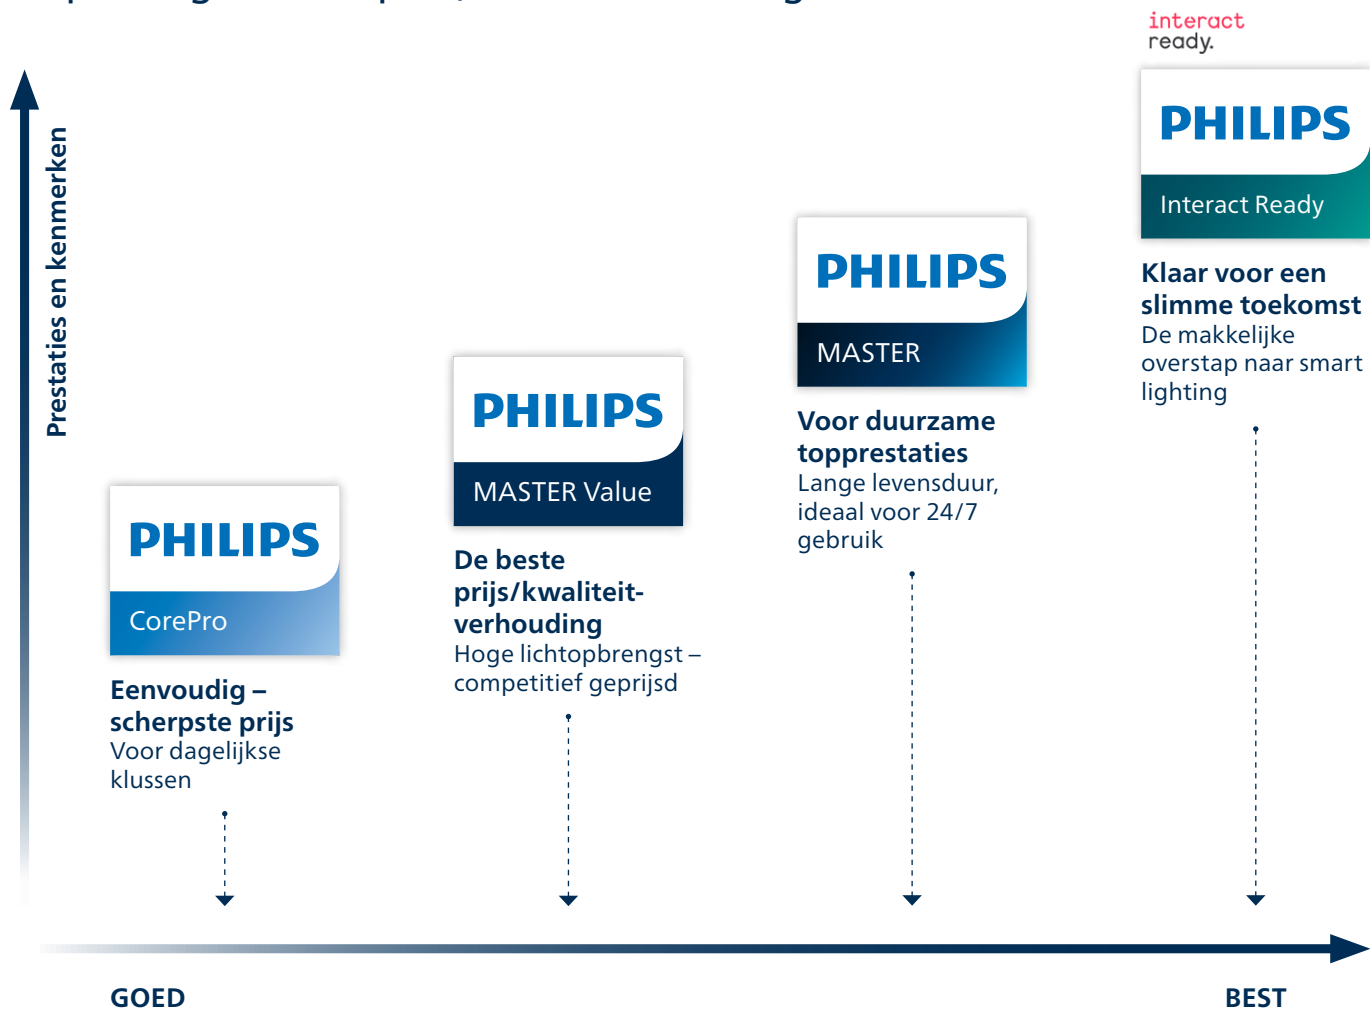 interact
ready.
PHILIPS
Interact Ready
Klaar voor een
slimme toekomst
De makkelijke
overstap naar smart
lighting
PHILIPS
MASTER
Voor duurzame
topprestaties
Lange levensduur,
ideaal voor 24/7
gebruik
PHILIPS
MASTER Value
De beste
prijs/kwaliteit-
verhouding
Hoge lichtopbrengst –
competitief geprijsd
PHILIPS
CorePro
Eenvoudig –
scherpste prijs
Voor dagelijkse
klussen
Prestaties en kenmerken
GOED
BEST